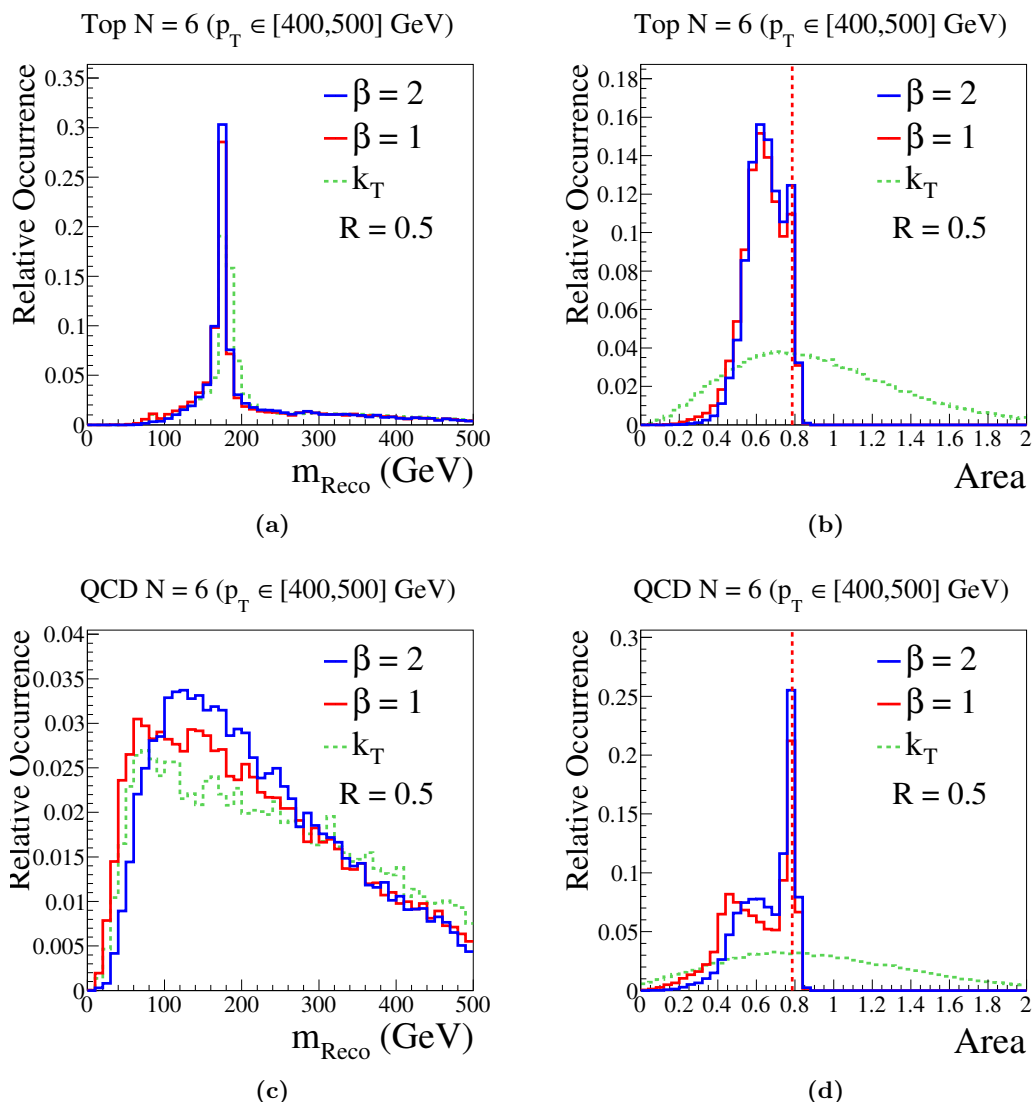 Top N = 6 (p_T ∈ [400,500] GeV)
Relative Occurrence
0.35
0.3
0.25
0.2
0.15
0.1
0.05
0
β = 2
β = 1
k_T
R = 0.5
0 100 200 300 400 500
m_Reco (GeV)
(a)
Top N = 6 (p_T ∈ [400,500] GeV)
Relative Occurrence
0.18
0.16
0.14
0.12
0.1
0.08
0.06
0.04
0.02
0.00
β = 2
β = 1
k_T
R = 0.5
0 0.2 0.4 0.6 0.8 1 1.2 1.4 1.6 1.8 2
Area
(b)
QCD N = 6 (p_T ∈ [400,500] GeV)
Relative Occurrence
0.04
0.035
0.03
0.025
0.02
0.015
0.01
0.005
0
β = 2
β = 1
k_T
R = 0.5
0 100 200 300 400 500
m_Reco (GeV)
(c)
QCD N = 6 (p_T ∈ [400,500] GeV)
Relative Occurrence
0.3
0.25
0.2
0.15
0.1
0.05
0
β = 2
β = 1
k_T
R = 0.5
0 0.2 0.4 0.6 0.8 1 1.2 1.4 1.6 1.8 2
Area
(d)